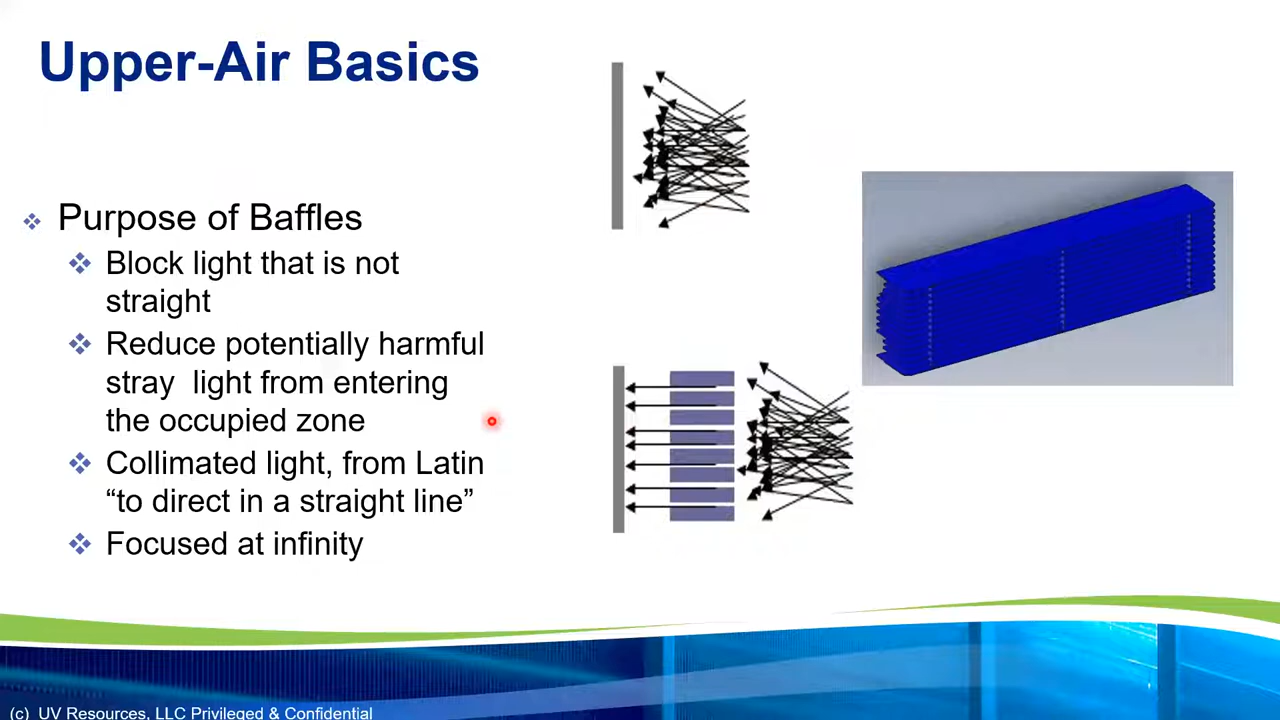 Upper-Air Basics
Purpose of Baffles
Block light that is not
straight
Reduce potentially harmful
stray  light from entering
the occupied zone
Collimated light, from Latin
“to direct in a straight line”
Focused at infinity
(c)  UV Resources, LLC Privileged & Confidential